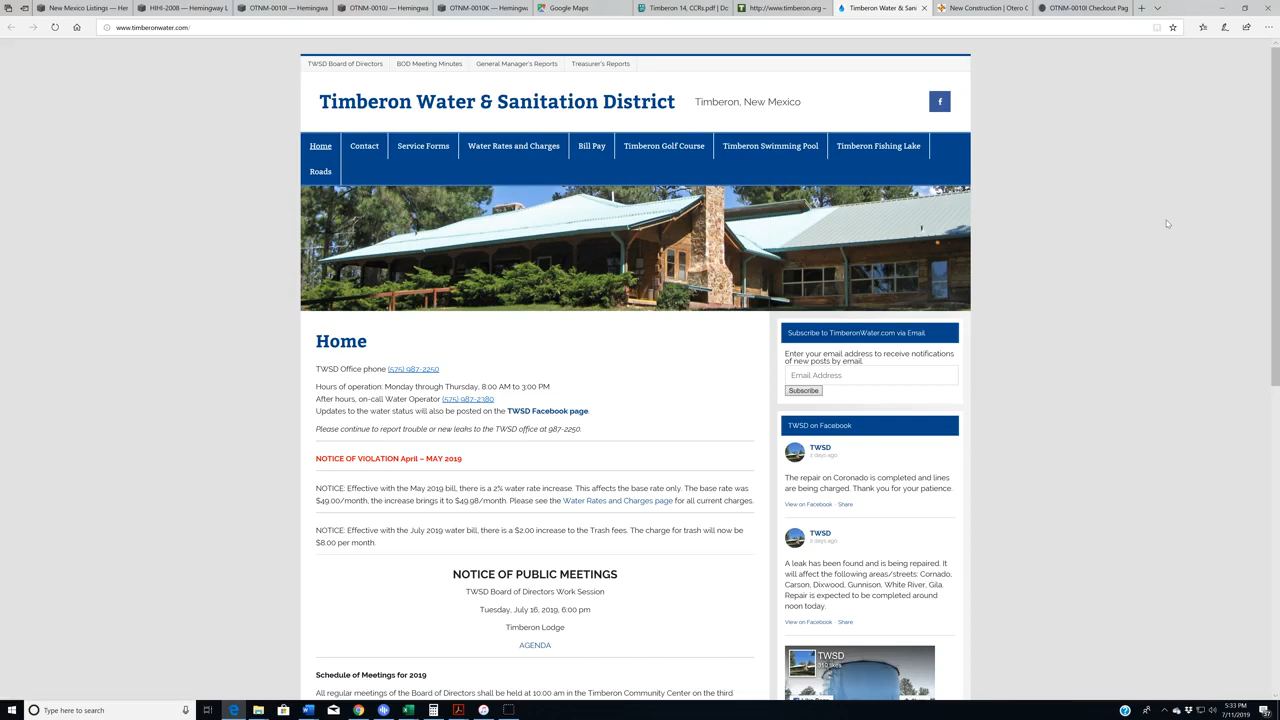 New Mexico Listings – Her
HIHI-2008 – Hemingway L
OTNM-0010I – Hemingwa
OTNM-0010J – Hemingwa
OTNM-0010K – Hemingwa
Google Maps
Timberon 14, CCRs.pdf | Dc
http://www.timberon.org –
Timberon Water & Sani
New Construction | Otero C
OTNM-0010I Checkout Pag
www.timberonwater.com/
TWSD Board of Directors
BOD Meeting Minutes
General Manager's Reports
Treasurer's Reports
Timberon Water & Sanitation District
Timberon, New Mexico
f
Home
Contact
Service Forms
Water Rates and Charges
Bill Pay
Timberon Golf Course
Timberon Swimming Pool
Timberon Fishing Lake
Roads
Home
TWSD Office phone (575) 987-2250
Hours of operation: Monday through Thursday, 8:00 AM to 3:00 PM
After hours, on-call Water Operator (575) 987-2380
Updates to the water status will also be posted on the TWSD Facebook page.
Please continue to report trouble or new leaks to the TWSD office at 987-2250.
NOTICE OF VIOLATION April – MAY 2019
NOTICE: Effective with the May 2019 bill, there is a 2% water rate increase. This affects the base rate only. The base rate was
$49.00/month, the increase brings it to $49.98/month. Please see the Water Rates and Charges page for all current charges.
NOTICE: Effective with the July 2019 water bill, there is a $2.00 increase to the Trash fees. The charge for trash will now be
$8.00 per month.
NOTICE OF PUBLIC MEETINGS
TWSD Board of Directors Work Session
Tuesday, July 16, 2019, 6:00 pm
Timberon Lodge
AGENDA
Schedule of Meetings for 2019
All regular meetings of the Board of Directors shall be held at 10:00 am in the Timberon Community Center on the third
Subscribe to TimberonWater.com via Email
Enter your email address to receive notifications
of new posts by email.
Email Address
Subscribe
TWSD on Facebook
TWSD
2 days ago
The repair on Coronado is completed and lines
are being charged. Thank you for your patience.
View on Facebook · Share
TWSD
2 days ago
A leak has been found and is being repaired. It
will affect the following areas/streets: Cornado,
Carson, Dixwood, Gunnison, White River, Gila.
Repair is expected to be completed around
noon today.
View on Facebook · Share
TWSD
Type here to search
5:33 PM
7/11/2019